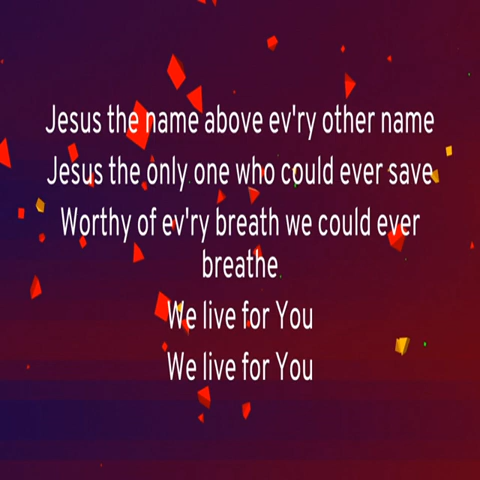 Jesus the name above ev'ry other name
Jesus the only one who could ever save
Worthy of ev'ry breath we could ever
breathe
We live for You
We live for You